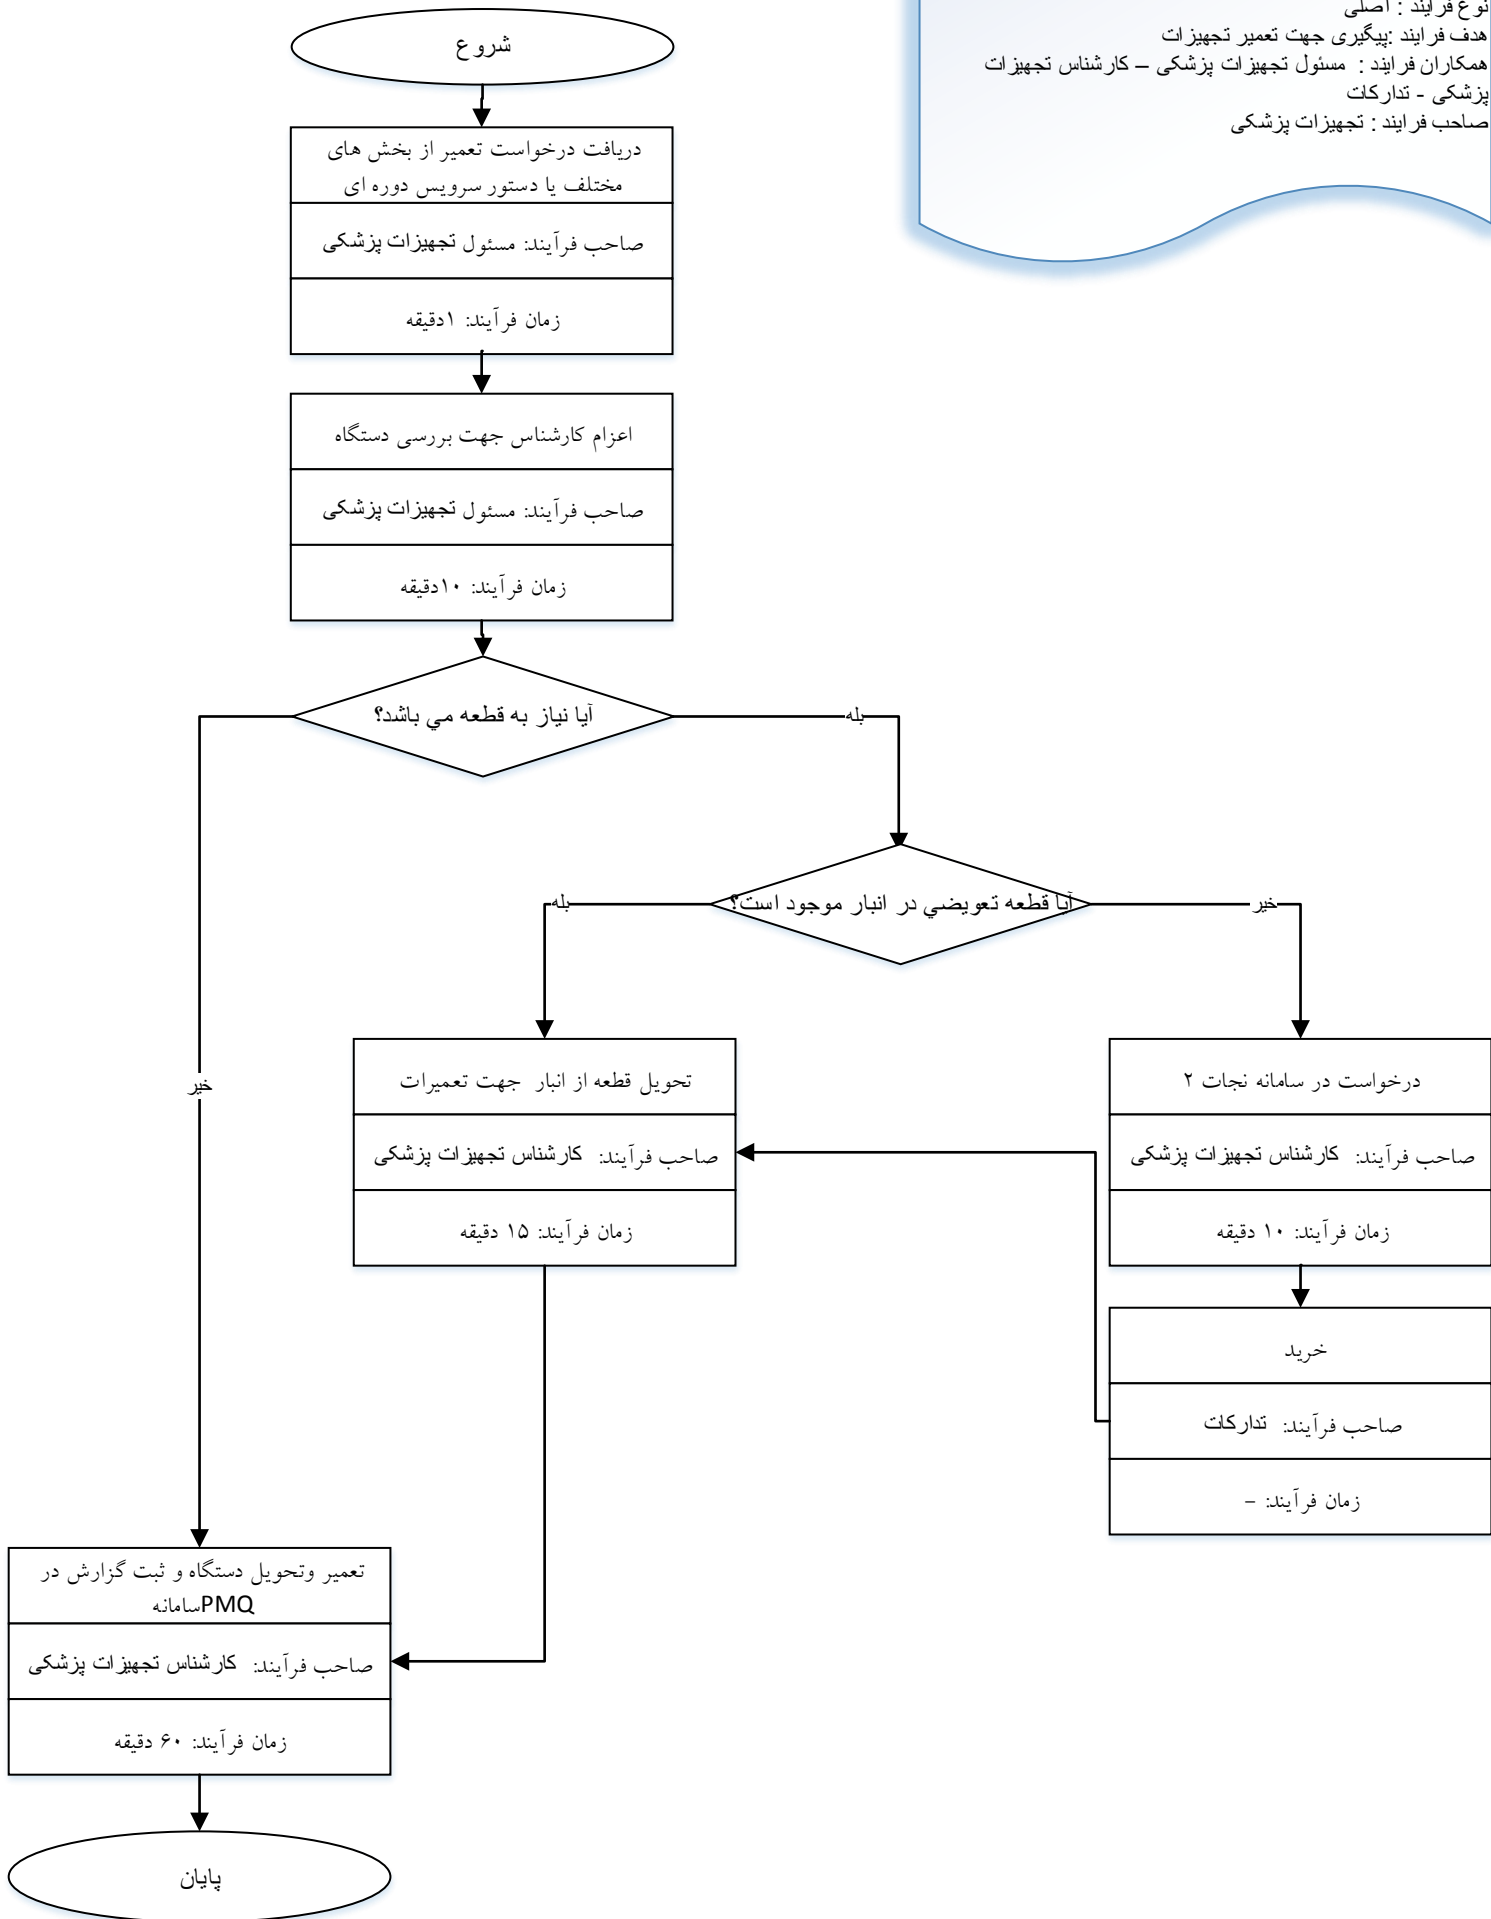 نوع فرایند : اصلی
هدف فرایند :پیگیری جهت تعمیر تجهیزات
همکاران فرایند : مسئول تجهیزات پزشکی – کارشناس تجهیزات
پزشکی - تدارکات
صاحب فرایند : تجهیزات پزشکی
شروع
دریافت درخواست تعمیر از بخش های
مختلف یا دستور سرویس دوره ای
صاحب فرآیند: مسئول تجهیزات پزشکی
زمان فرآیند: ۱دقیقه
اعزام کارشناس جهت بررسی دستگاه
صاحب فرآیند: مسئول تجهیزات پزشکی
زمان فرآیند: ۱۰دقیقه
آیا نیاز به قطعه مي باشد؟
بله
آیا قطعه تعویضي در انبار موجود است؟
بله
خیر
تحویل قطعه از انبار جهت تعمیرات
صاحب فرآیند: کارشناس تجهیزات پزشکی
زمان فرآیند: ۱۵ دقیقه
درخواست در سامانه نجات ۲
صاحب فرآیند: کارشناس تجهیزات پزشکی
زمان فرآیند: ۱۰ دقیقه
خیر
خرید
صاحب فرآیند: تدارکات
زمان فرآیند: –
تعمیر وتحویل دستگاه و ثبت گزارش در
PMQسامانه
صاحب فرآیند: کارشناس تجهیزات پزشکی
زمان فرآیند: ۶۰ دقیقه
پایان